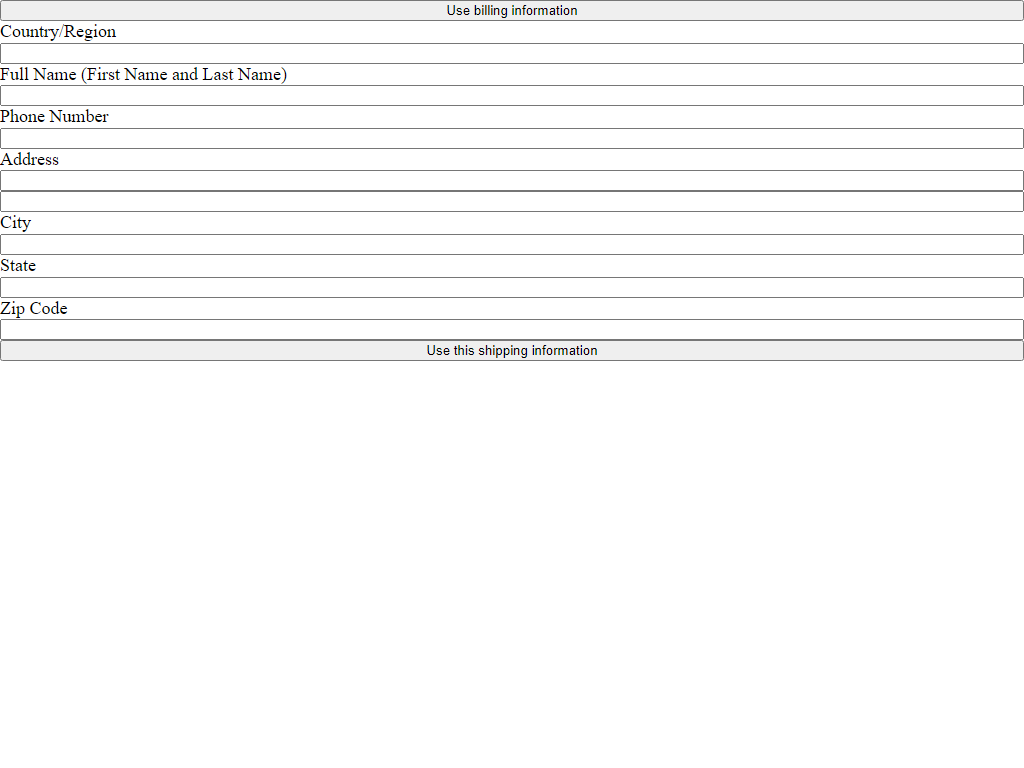 Use billing information
Country/Region
Full Name (First Name and Last Name)
Phone Number
Address
City
State
Zip Code
Use this shipping information